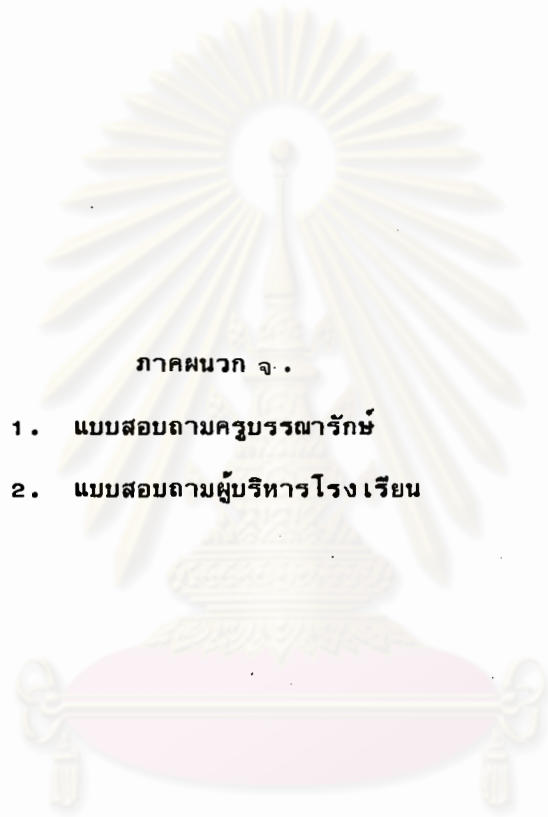 ภาคผนวก จ.
1. แบบสอบถามครูบรรณารักษ์
2. แบบสอบถามผู้บริหารโรงเรียน